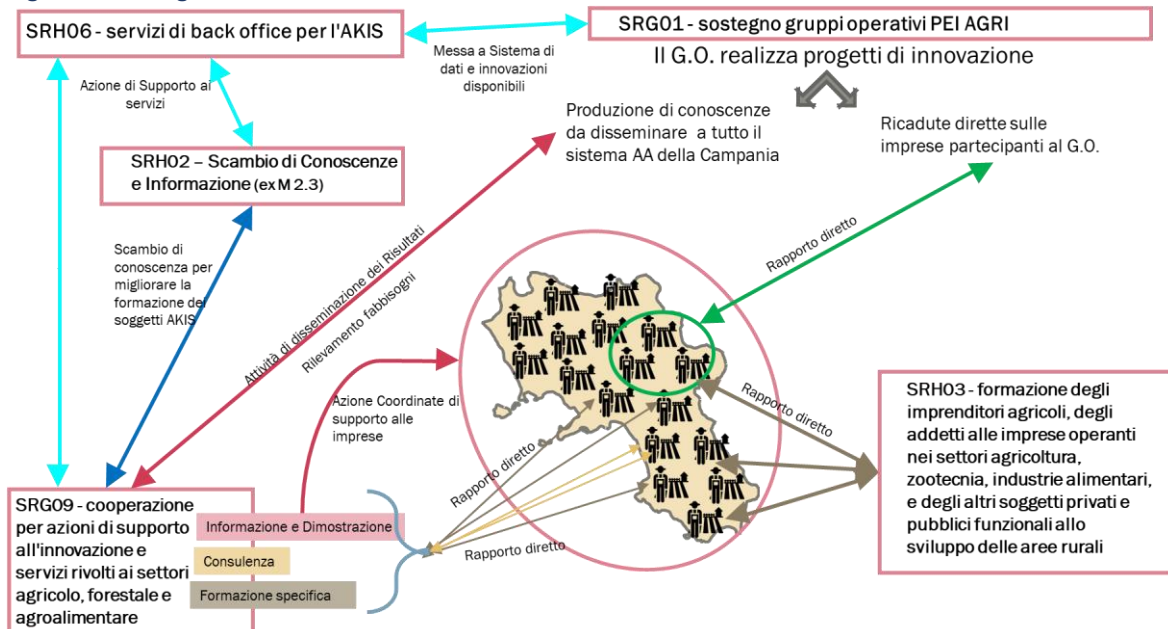 SRH06 - servizi di back office per l'AKIS
SRG01 - sostegno gruppi operativi PEI AGRI
Messa a Sistema di
dati e innovazioni
disponibili
Il G.O. realizza progetti di innovazione
Azione di Supporto ai
servizi
Produzione di conoscenze
da disseminare a tutto il
sistema AA della Campania
Ricadute dirette sulle
imprese partecipanti al G.O.
SRH02 – Scambio di Conoscenze
e Informazione (ex M 2.3)
Scambio di
conoscenza per
migliorare la
formazione dei
soggetti AKIS
Attività di disseminazione dei Risultati
Rilevamento fabbisogni
Rapporto diretto
Azione Coordinate di
supporto alle
imprese
Rapporto diretto
SRH03 - formazione degli
imprenditori agricoli, degli
addetti alle imprese operanti
nei settori agricoltura,
zootecnia, industrie alimentari,
e degli altri soggetti privati e
pubblici funzionali allo
sviluppo delle aree rurali
Rapporto diretto
Rapporto diretto
SRG09 - cooperazione
per azioni di supporto
all'innovazione e
servizi rivolti ai settori
agricolo, forestale e
agroalimentare
Informazione e Dimostrazione
Consulenza
Formazione specifica